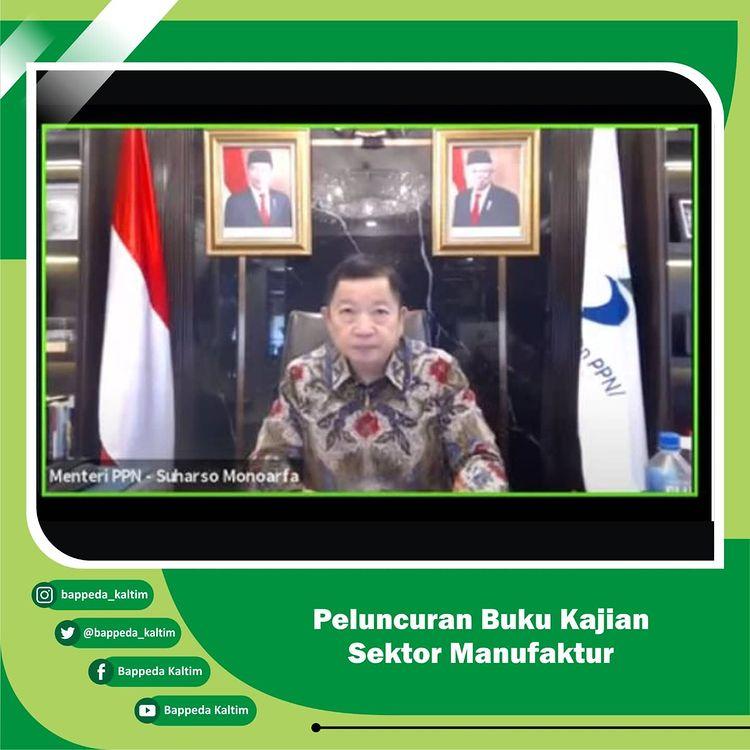 n PPN/
Menteri PPN - Suharso Monoarfa
bappeda_kaltim
@bappeda_kaltim
Bappeda Kaltim
Bappeda Kaltim
Peluncuran Buku Kajian
Sektor Manufaktur